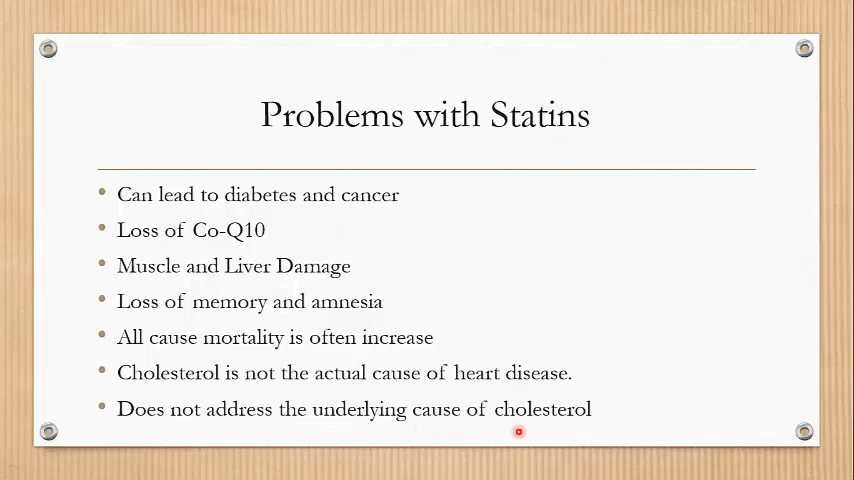 Problems with Statins
• Can lead to diabetes and cancer
• Loss of Co-Q10
• Muscle and Liver Damage
• Loss of memory and amnesia
• All cause mortality is often increase
• Cholesterol is not the actual cause of heart disease.
• Does not address the underlying cause of cholesterol